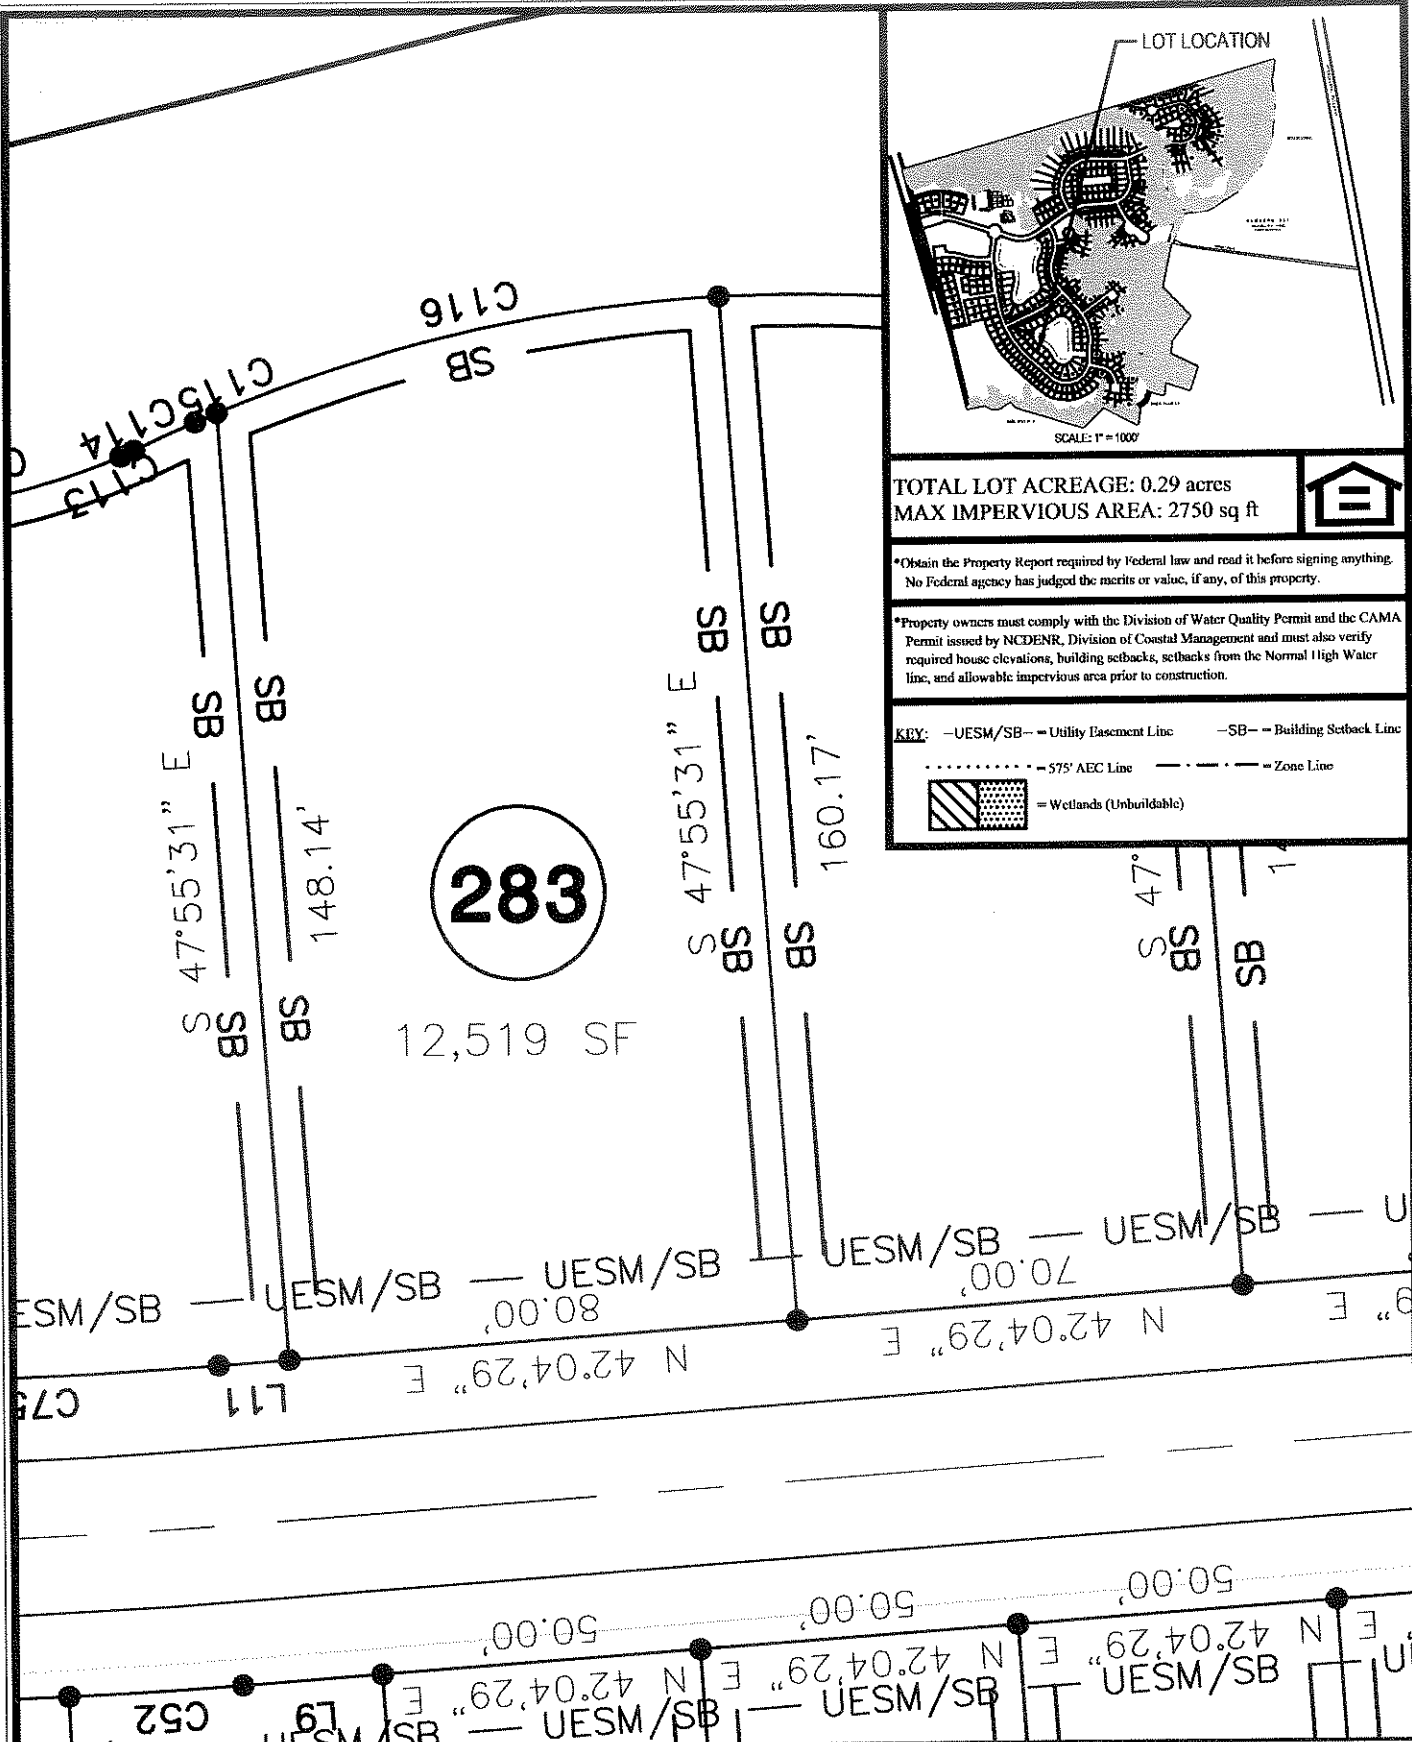 LOT LOCATION
SCALE: 1" = 1000'
TOTAL LOT ACREAGE: 0.29 acres
MAX IMPERVIOUS AREA: 2750 sq ft
*Obtain the Property Report required by Federal law and read it before signing anything.
No Federal agency has judged the merits or value, if any, of this property.
*Property owners must comply with the Division of Water Quality Permit and the CAMA
Permit issued by NCDENR, Division of Coastal Management and must also verify
required house elevations, building setbacks, setbacks from the Normal High Water
line, and allowable impervious area prior to construction.
KEY: -UESM/SB- = Utility Easement Line -SB- = Building Setback Line
= 575' AEC Line = Zone Line
= Wetlands (Unbuildable)
C116
SB
C115
C114
C113
SB
SB
SB
SB
S 47°55'31" E
148.14'
SB
SB
283
12,519 SF
S 47°55'31" E
160.17'
SB
SB
SB
SB
S 47°
14
SB
SB
ESM/SB — UESM/SB — UESM/SB — UESM/SB — UESM/SB — U
80.00'
70.00'
N 42°04'29" E
N 42°04'29" E
9" E
C75
L11
50.00'
50.00'
50.00'
N 42°04'29" E
N 42°04'29" E
N 42°04'29" E
E
C52
L9
UESM/SB — UESM/SB — UESM/SB — UESM/SB